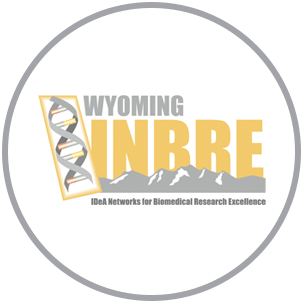 WYOMING
INBRE
IDeA Networks for Biomedical Research Excellence